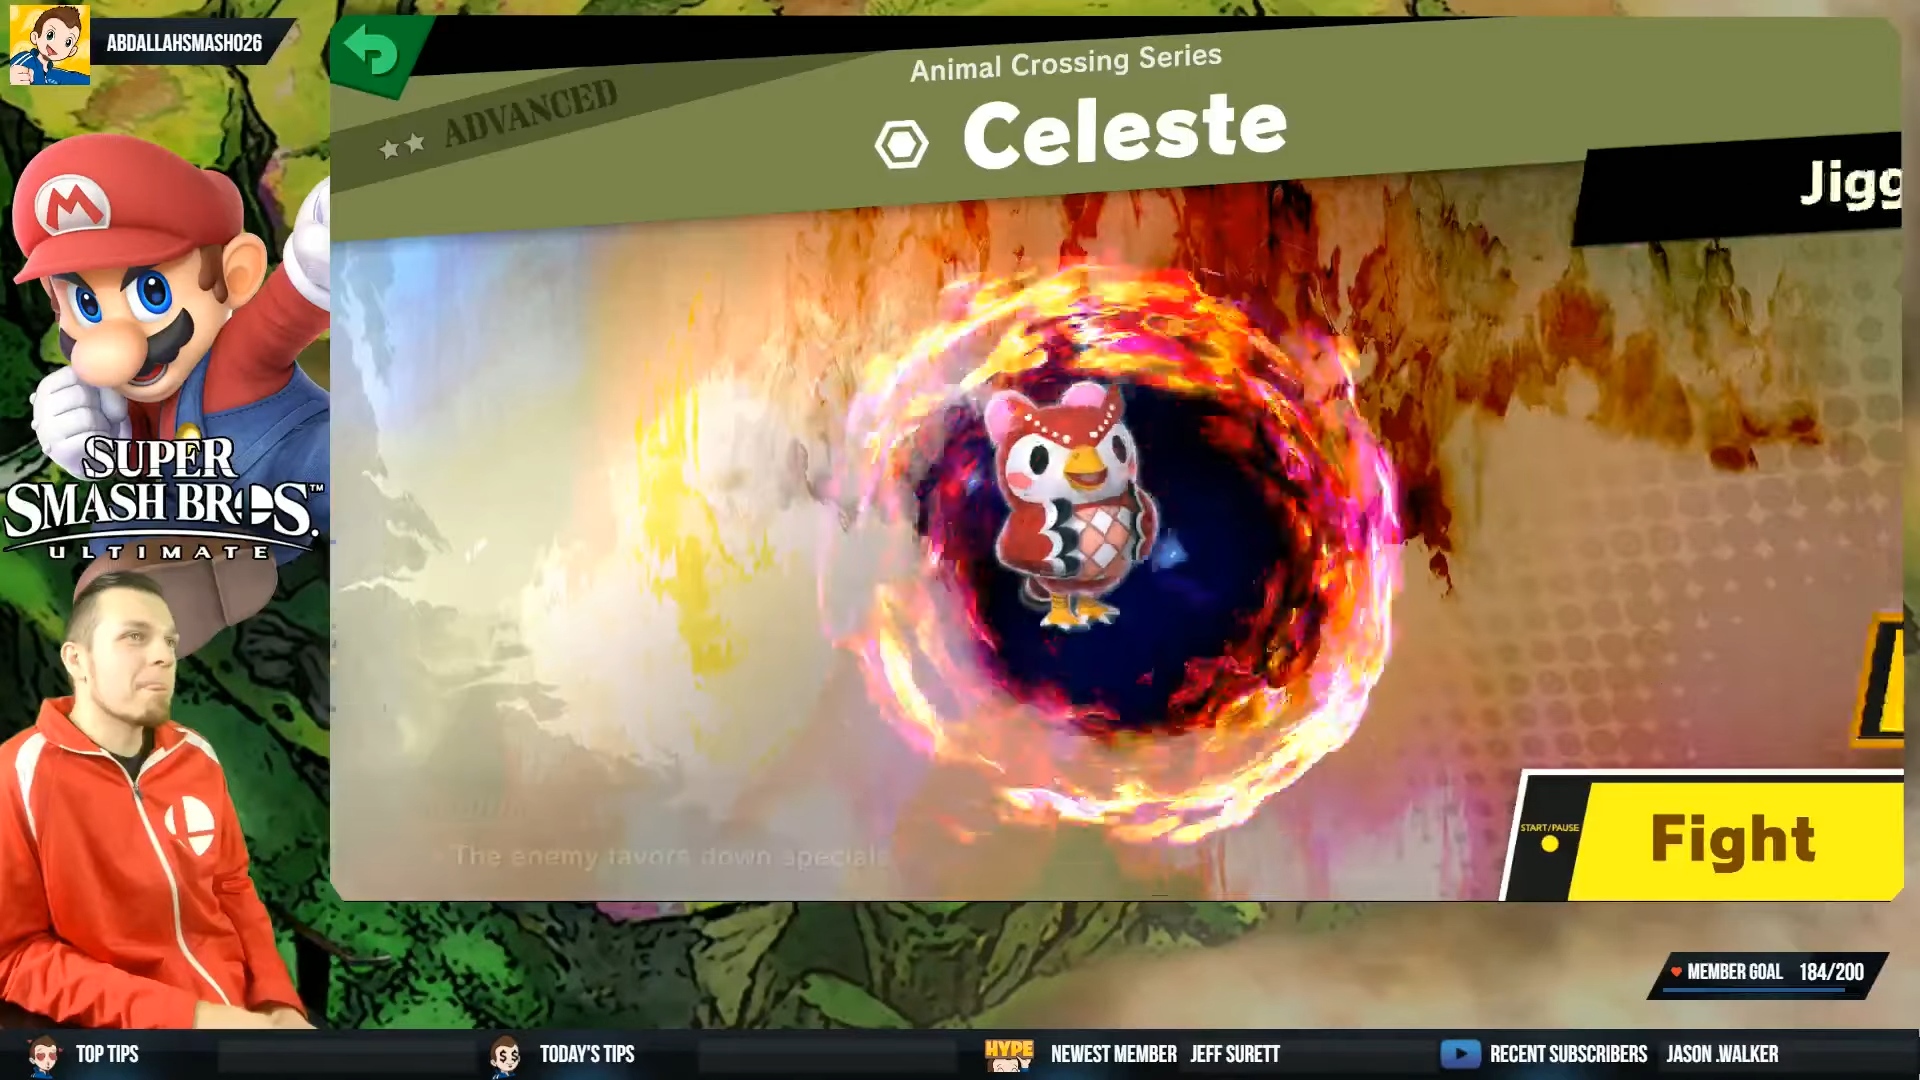 ABDALLAHSMASH026
Animal Crossing Series
ADVANCED
Celeste
Jigg
M
SUPER
SMASH BROS.™
ULTIMATE
The enemy favors down specials
START/PAUSE
Fight
MEMBER GOAL 184/200
TOP TIPS
TODAY'S TIPS
HYPE
NEWEST MEMBER JEFF SURETT
RECENT SUBSCRIBERS JASON .WALKER